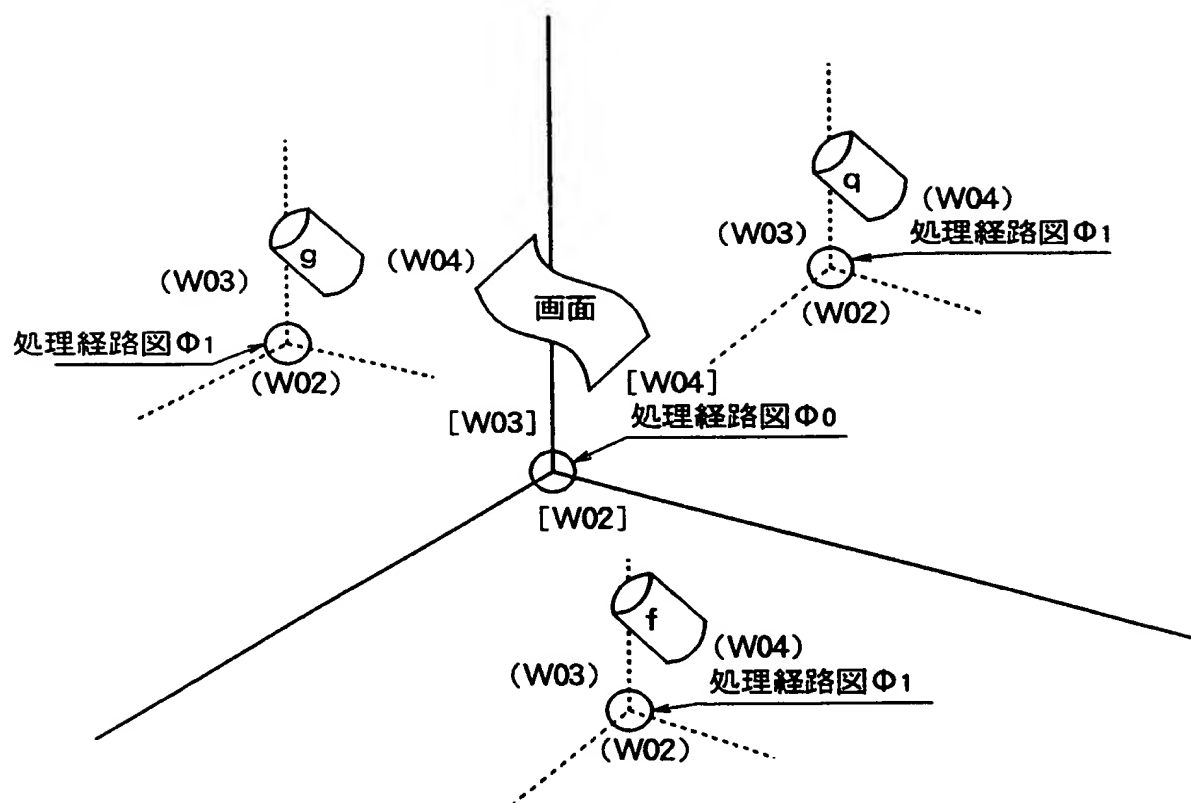 q
(W04)
処理経路図Φ1
(W03)
(W02)
g
(W04)
(W03)
処理経路図Φ1
(W02)
画面
[W04]
処理経路図Φ0
[W03]
[W02]
f
(W04)
処理経路図Φ1
(W03)
(W02)